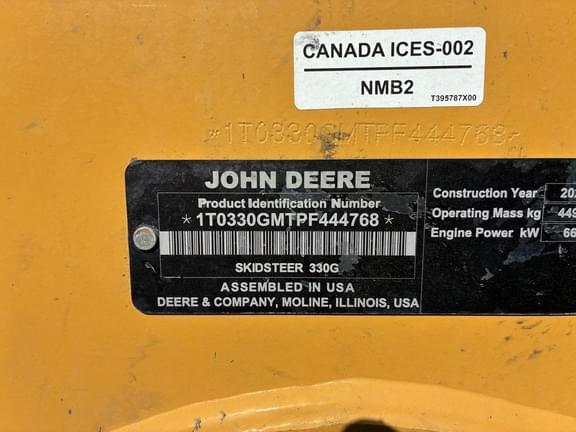 CANADA ICES-002
NMB2
T395787X00
*1T0330GMTPF444768*
JOHN DEERE
Product Identification Number
* 1T0330GMTPF444768 *
SKIDSTEER 330G
ASSEMBLED IN USA
DEERE & COMPANY, MOLINE, ILLINOIS, USA
Construction Year
Operating Mass kg
Engine Power kW